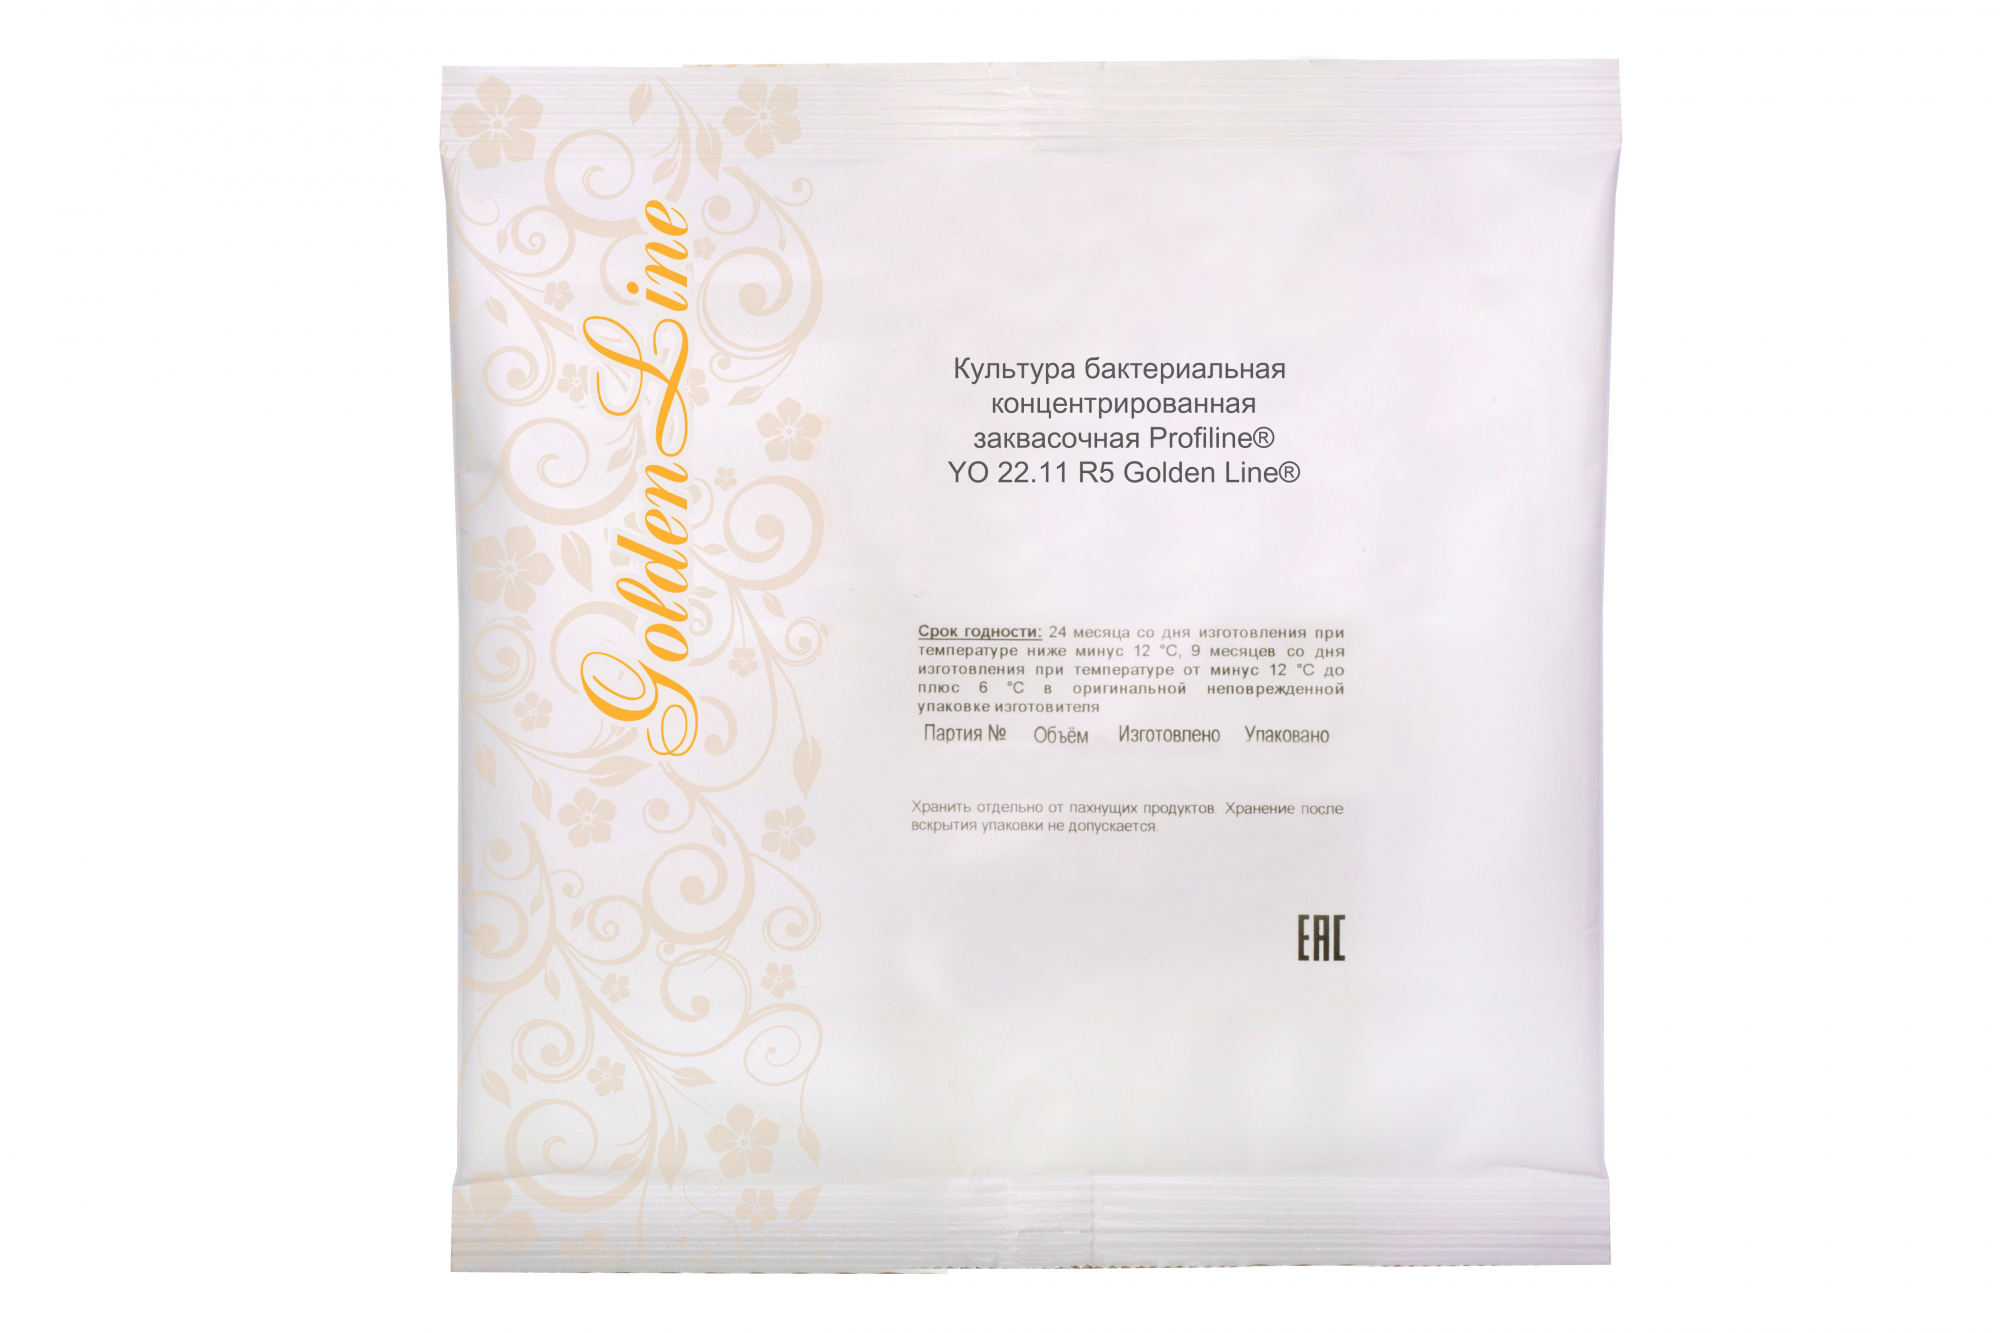 Golden Line
Культура бактериальная
концентрированная
заквасочная Profiline®
YO 22.11 R5 Golden Line®
Срок годности: 24 месяца со дня изготовления при
температуре ниже минус 12 °С, 9 месяцев со дня
изготовления при температуре от минус 12 °С до
плюс 6 °С в оригинальной неповрежденной
упаковке изготовителя
Партия № Объём Изготовлено Упаковано
Хранить отдельно от пахнущих продуктов. Хранение после
вскрытия упаковки не допускается.
EAC